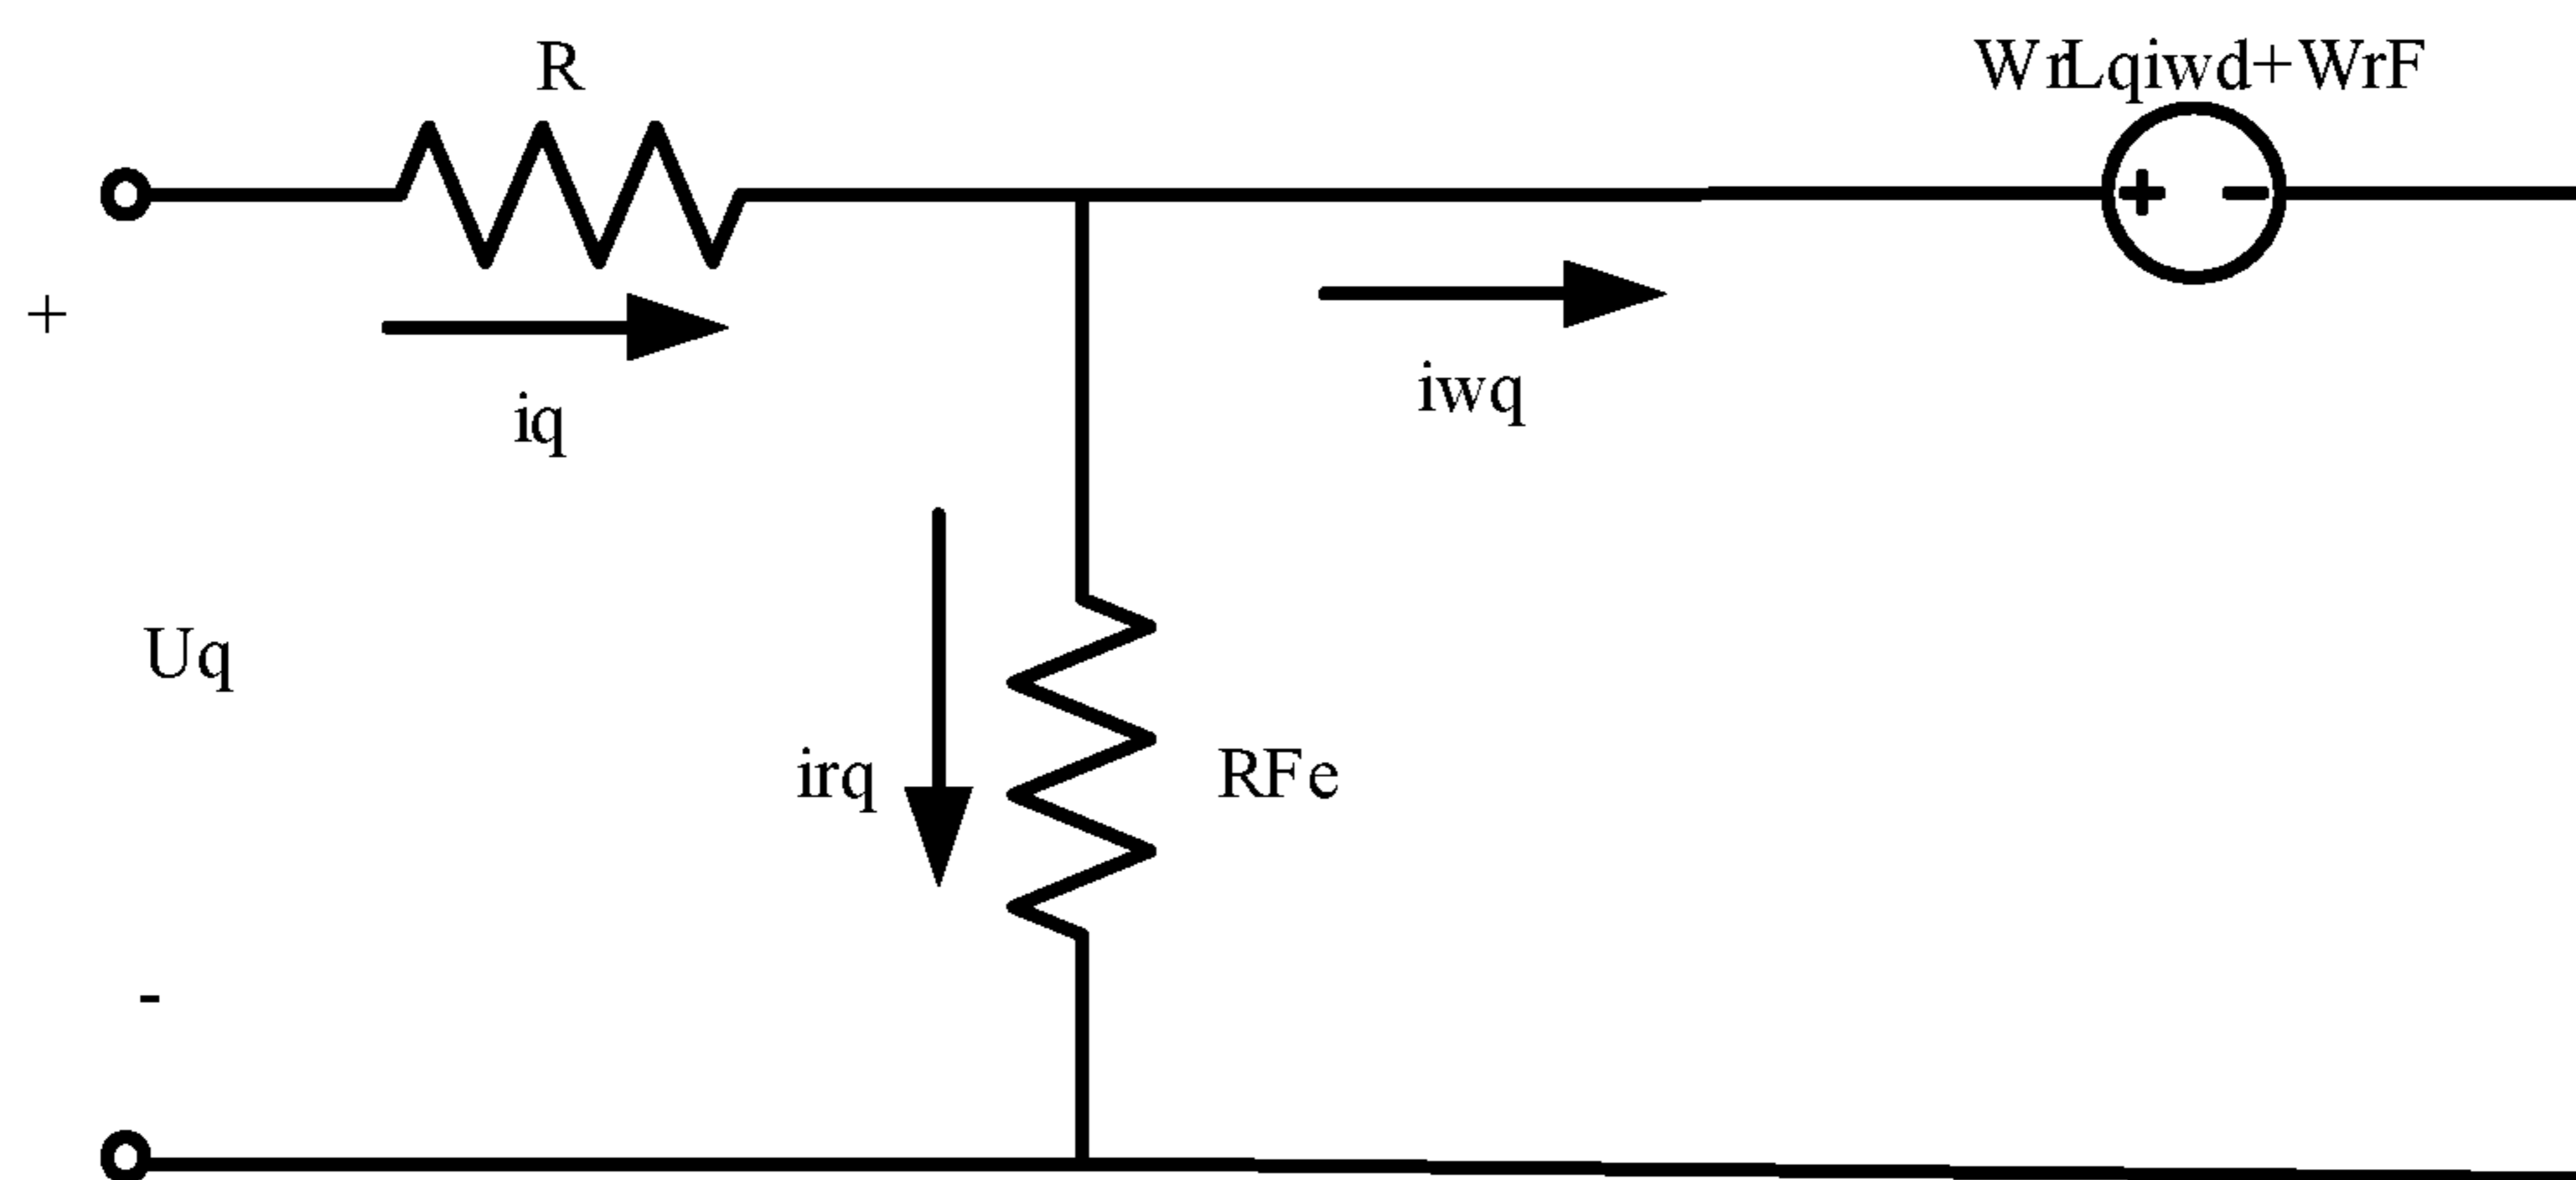 R
WrLqiwd+WrF
+
iq
iwq
Uq
irq
RFe
-
+ -